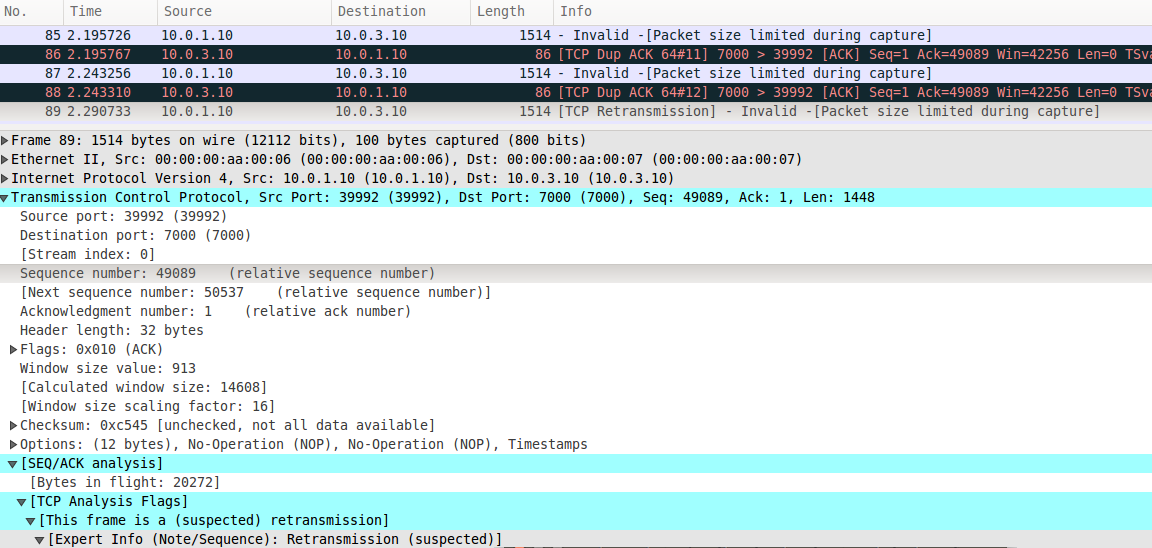 No. Time Source Destination Length Info
85 2.195726 10.0.1.10 10.0.3.10 1514 - Invalid -[Packet size limited during capture]
86 2.195767 10.0.3.10 10.0.1.10 86 [TCP Dup ACK 64#11] 7000 > 39992 [ACK] Seq=1 Ack=49089 Win=42256 Len=0 TSva
87 2.243256 10.0.1.10 10.0.3.10 1514 - Invalid -[Packet size limited during capture]
88 2.243310 10.0.3.10 10.0.1.10 86 [TCP Dup ACK 64#12] 7000 > 39992 [ACK] Seq=1 Ack=49089 Win=42256 Len=0 TSva
89 2.290733 10.0.1.10 10.0.3.10 1514 [TCP Retransmission] - Invalid -[Packet size limited during capture]
Frame 89: 1514 bytes on wire (12112 bits), 100 bytes captured (800 bits)
Ethernet II, Src: 00:00:00:aa:00:06 (00:00:00:aa:00:06), Dst: 00:00:00:aa:00:07 (00:00:00:aa:00:07)
Internet Protocol Version 4, Src: 10.0.1.10 (10.0.1.10), Dst: 10.0.3.10 (10.0.3.10)
Transmission Control Protocol, Src Port: 39992 (39992), Dst Port: 7000 (7000), Seq: 49089, Ack: 1, Len: 1448
Source port: 39992 (39992)
Destination port: 7000 (7000)
[Stream index: 0]
Sequence number: 49089 (relative sequence number)
[Next sequence number: 50537 (relative sequence number)]
Acknowledgment number: 1 (relative ack number)
Header length: 32 bytes
Flags: 0x010 (ACK)
Window size value: 913
[Calculated window size: 14608]
[Window size scaling factor: 16]
Checksum: 0xc545 [unchecked, not all data available]
Options: (12 bytes), No-Operation (NOP), No-Operation (NOP), Timestamps
[SEQ/ACK analysis]
[Bytes in flight: 20272]
[TCP Analysis Flags]
[This frame is a (suspected) retransmission]
[Expert Info (Note/Sequence): Retransmission (suspected)]